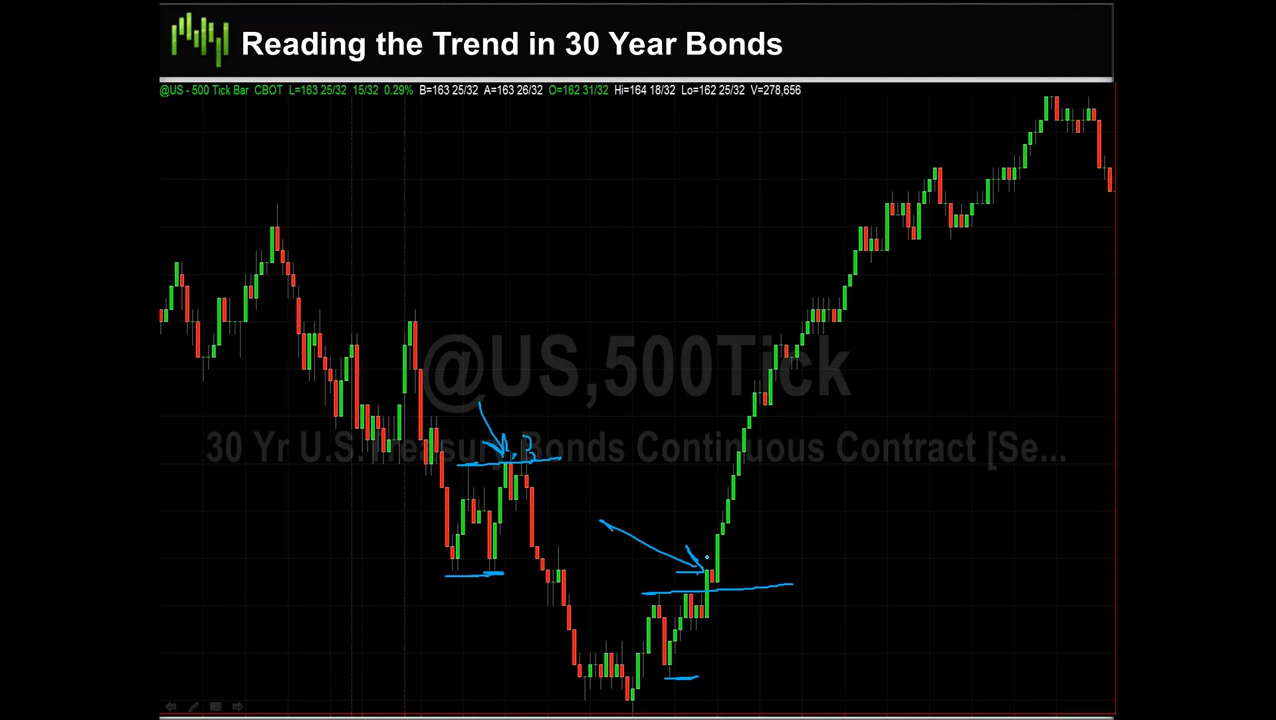 Reading the Trend in 30 Year Bonds
@US - 500 Tick Bar CBOT L=163 25/32 15/32 0.29% B=163 25/32 A=163 26/32 O=162 31/32 Hi=164 18/32 Lo=162 25/32 V=278,656
@US,500Tick
30 Yr U.S. Treasury Bonds Continuous Contract [Se...